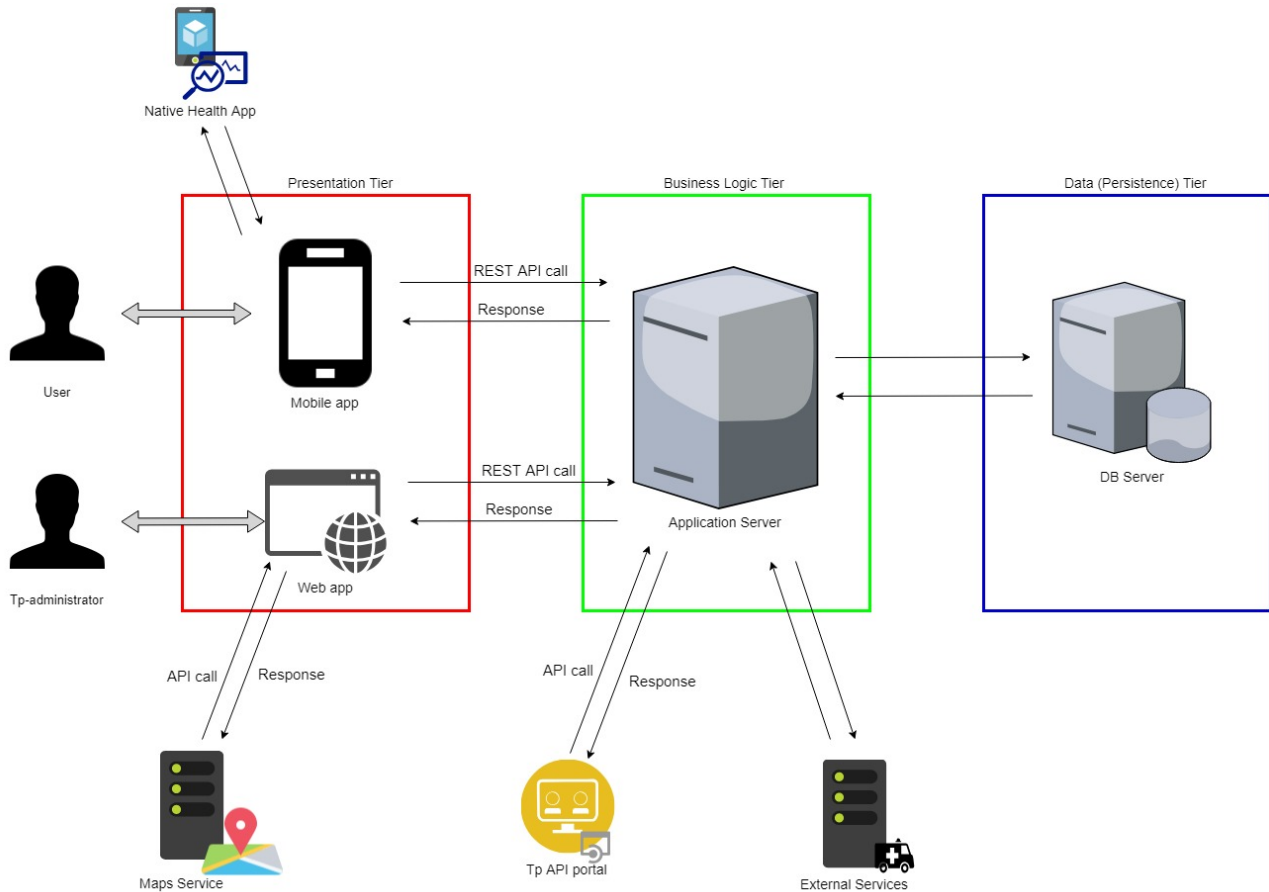 Native Health App
Presentation Tier
Business Logic Tier
Data (Persistence) Tier
REST API call
Response
User
Mobile app
REST API call
Response
DB Server
Application Server
Tp-administrator
Web app
API call
Response
API call
Response
Maps Service
Tp API portal
External Services